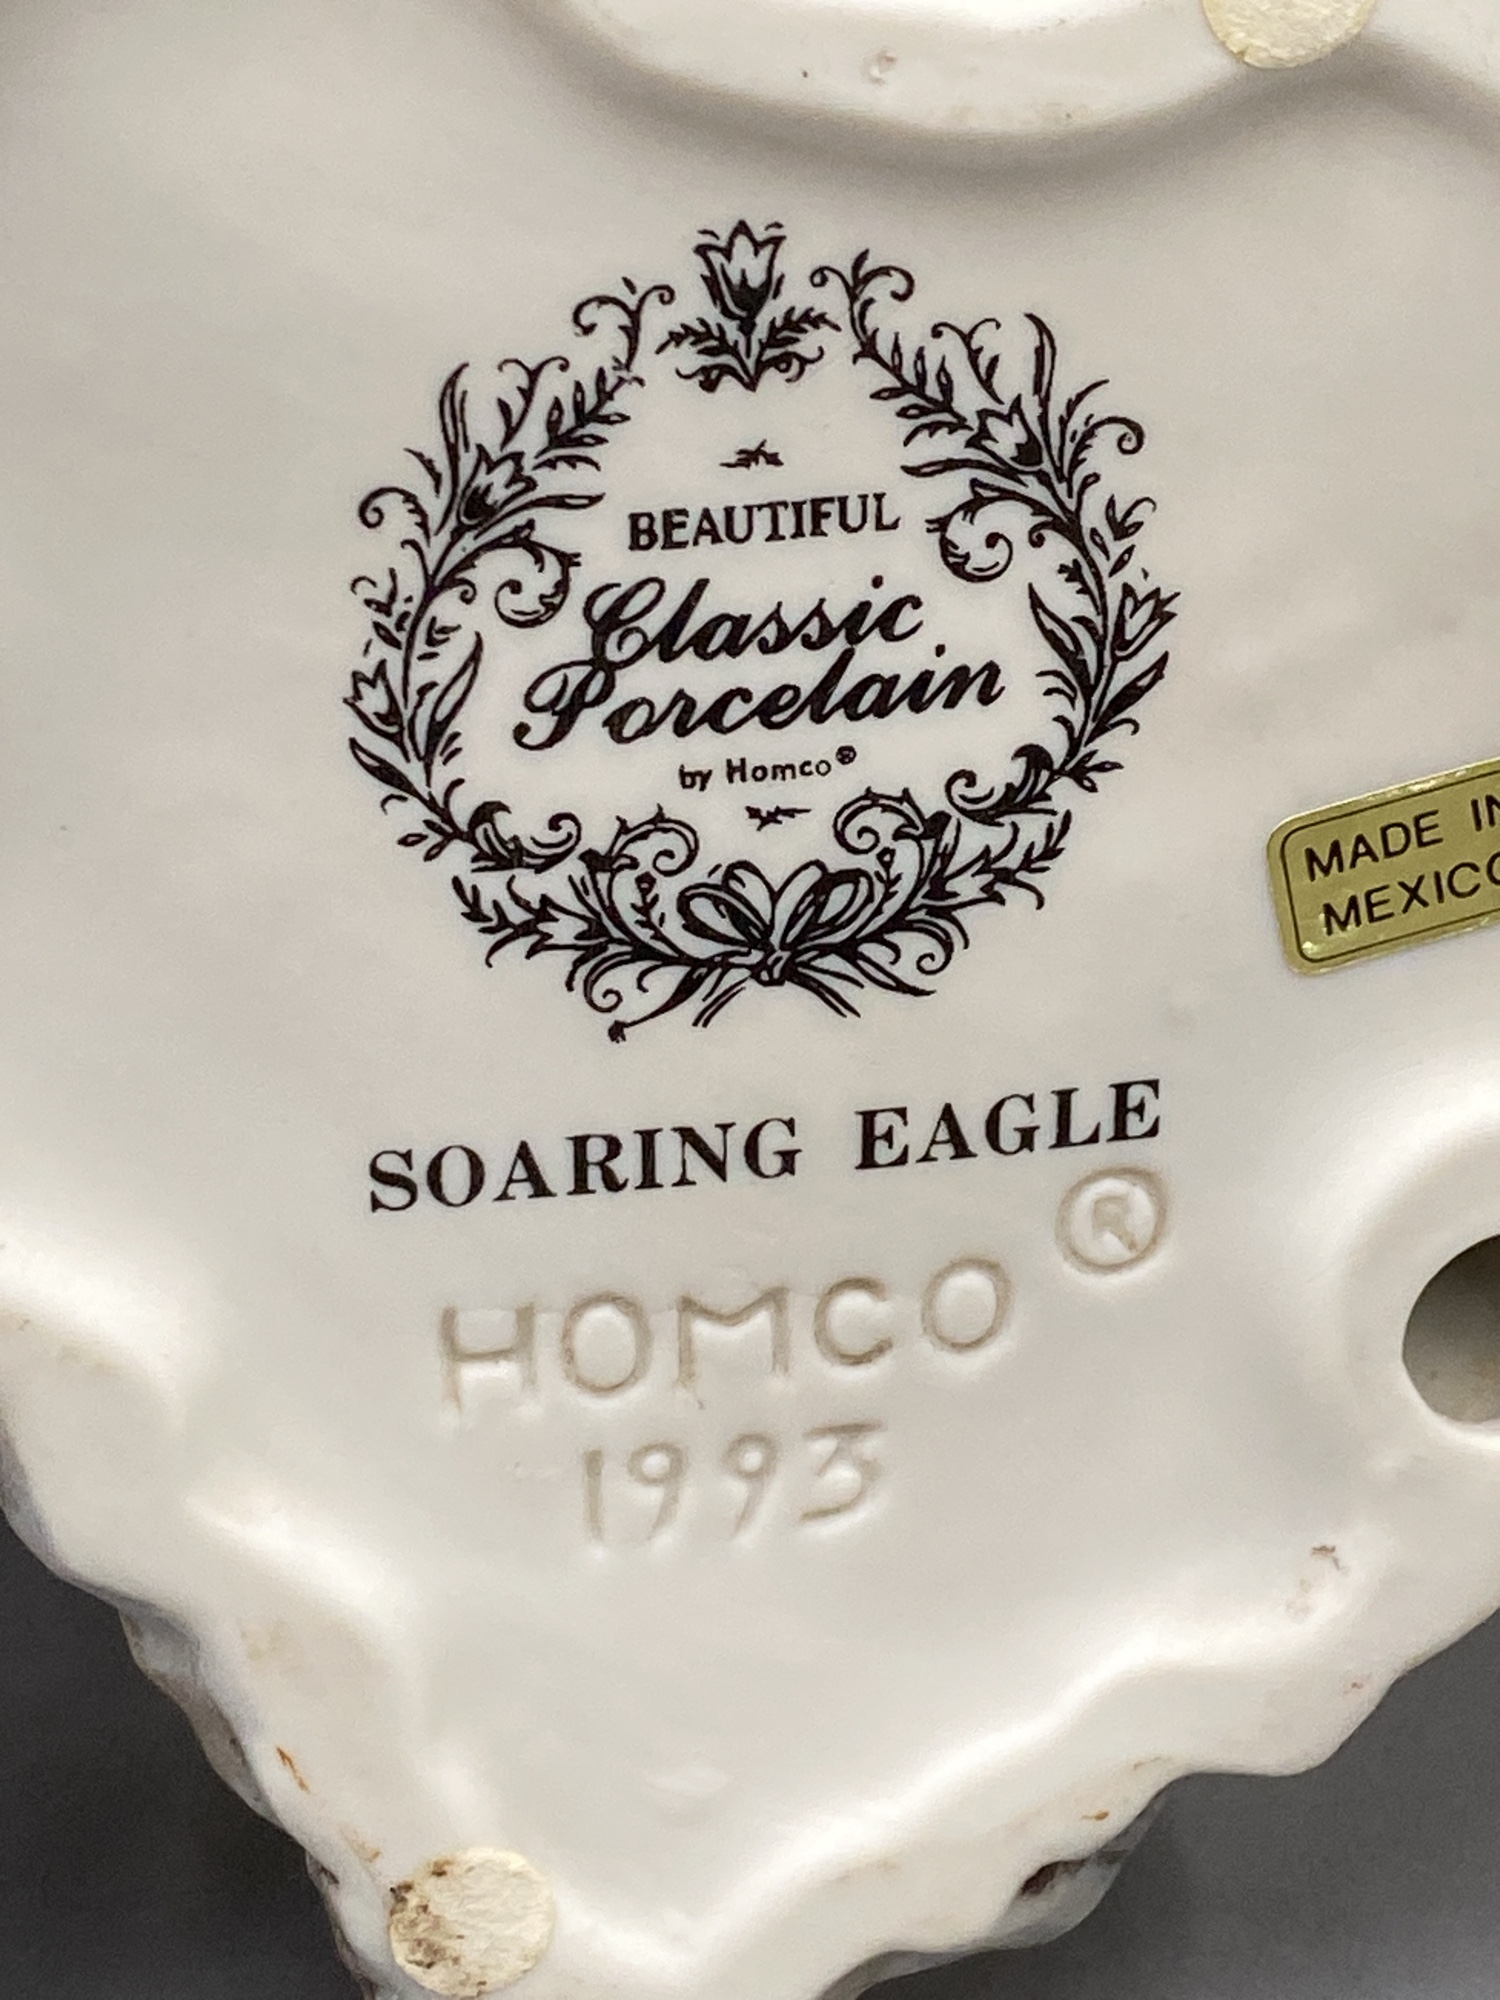 BEAUTIFUL
Classic
Porcelain
by Homco®
MADE IN
MEXICO
SOARING EAGLE
HOMCO ®
1993